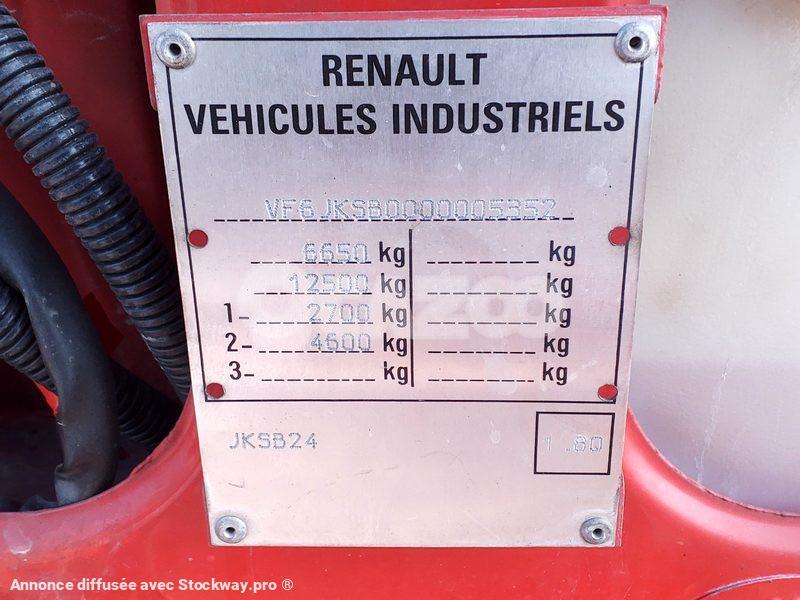 RENAULT
VEHICULES INDUSTRIELS
VF6JKSB0000005352
6650 kg kg
12500 kg kg
1- 2700 kg kg
2- 4600 kg kg
3- kg kg
JKSB24
1.80
Annonce diffusée avec Stockway.pro ®